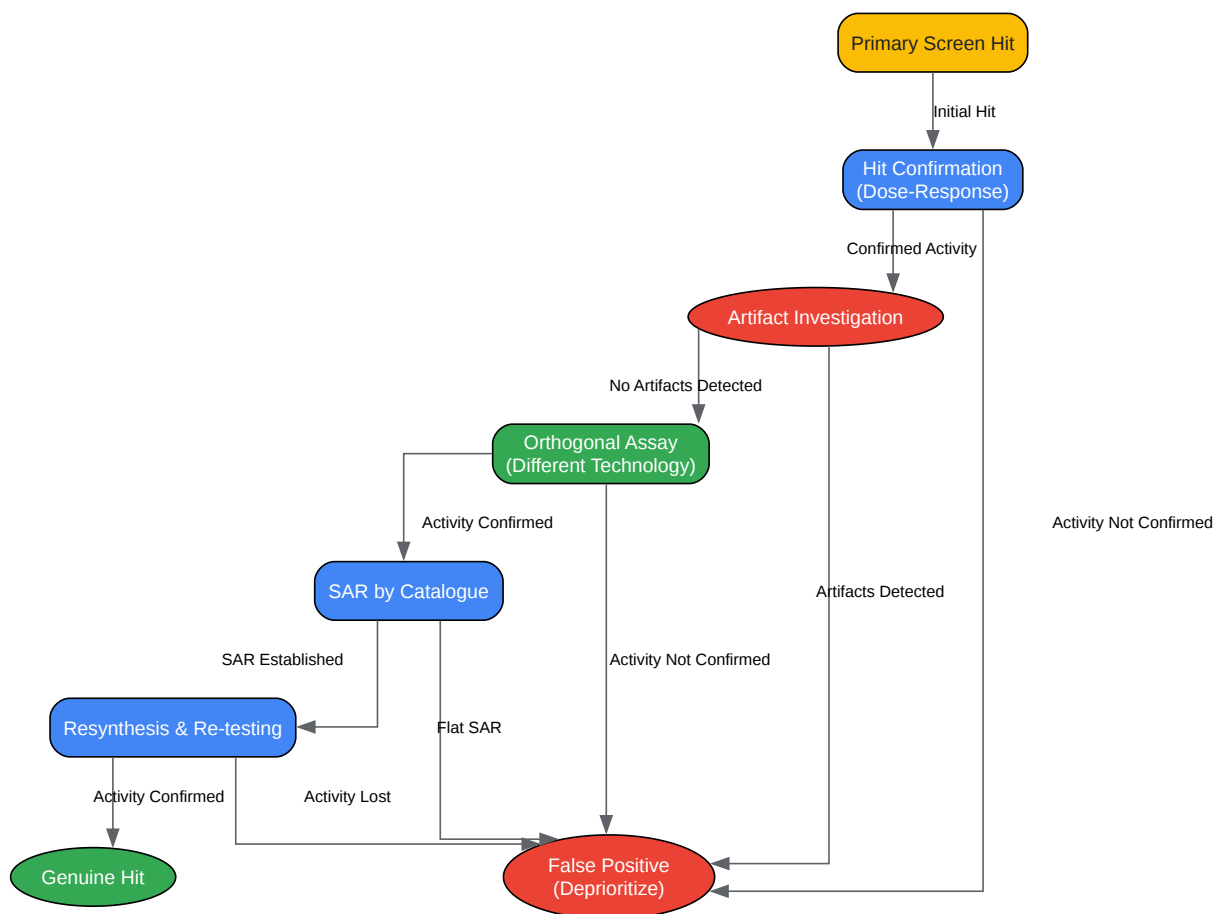 Primary Screen Hit
Initial Hit
Hit Confirmation
(Dose-Response)
Confirmed Activity
Artifact Investigation
No Artifacts Detected
Orthogonal Assay
(Different Technology)
Activity Confirmed
Activity Not Confirmed
SAR by Catalogue
Artifacts Detected
SAR Established
Activity Not Confirmed
Resynthesis & Re-testing
Flat SAR
Activity Confirmed
Activity Lost
Genuine Hit
False Positive
(Deprioritize)